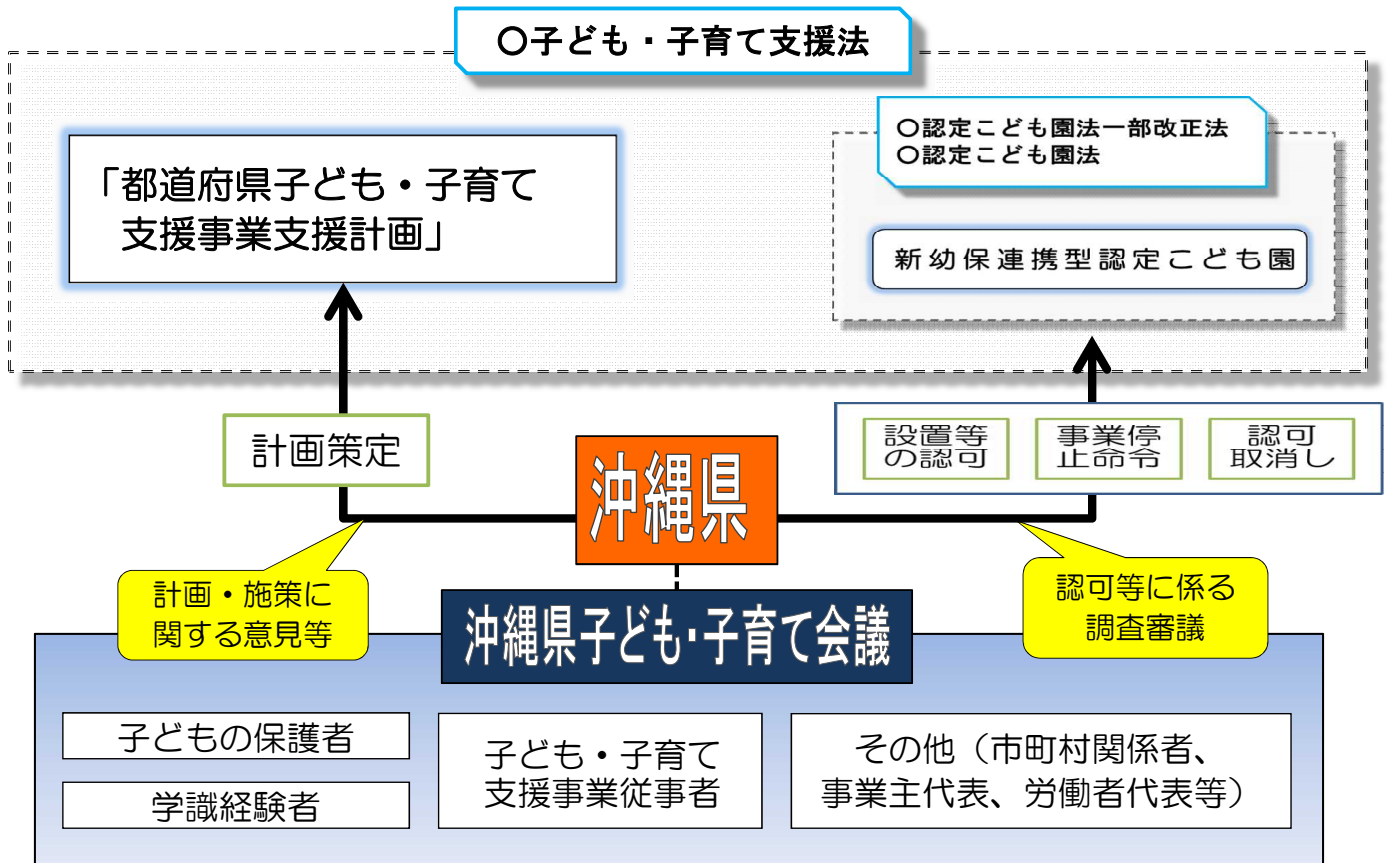 〇子ども・子育て支援法
「都道府県子ども・子育て
支援事業支援計画」
〇認定こども園法一部改正法
〇認定こども園法
新幼保連携型認定こども園
計画策定
設置等
の認可
事業停
止命令
認可
取消し
沖縄県
計画・施策に
関する意見等
認可等に係る
調査審議
沖縄県子ども・子育て会議
子どもの保護者
学識経験者
子ども・子育て
支援事業従事者
その他（市町村関係者、
事業主代表、労働者代表等）